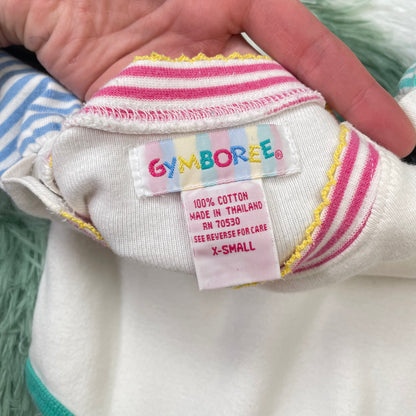 GYMBOREE®
100% COTTON
MADE IN THAILAND
RN 70530
SEE REVERSE FOR CARE
X-SMALL